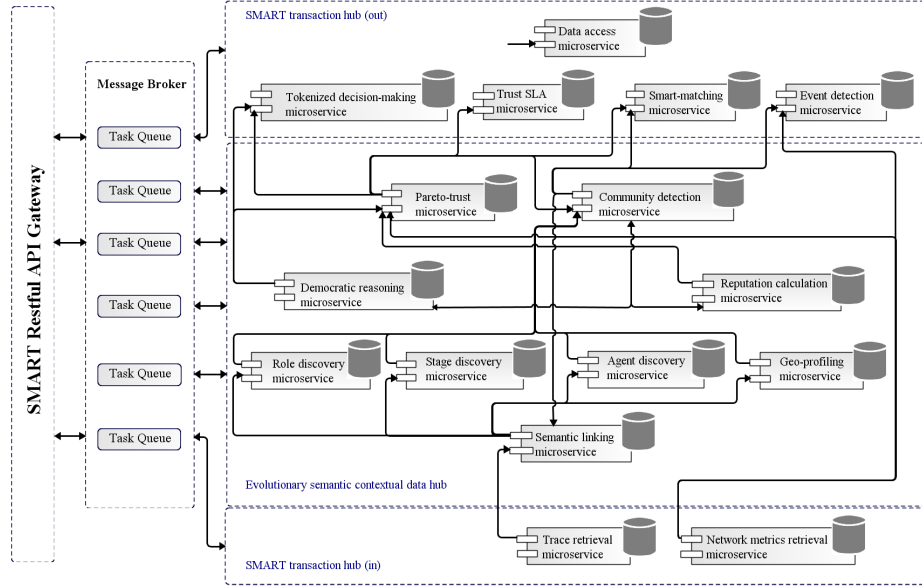 SMART Restful API Gateway
Message Broker
Task Queue
Task Queue
Task Queue
Task Queue
Task Queue
Task Queue
SMART transaction hub (out)
Data access
microservice
Tokenized decision-making
microservice
Trust SLA
microservice
Smart-matching
microservice
Event detection
microservice
Pareto-trust
microservice
Community detection
microservice
Democratic reasoning
microservice
Reputation calculation
microservice
Role discovery
microservice
Stage discovery
microservice
Agent discovery
microservice
Geo-profiling
microservice
Semantic linking
microservice
Evolutionary semantic contextual data hub
Trace retrieval
microservice
Network metrics retrieval
microservice
SMART transaction hub (in)